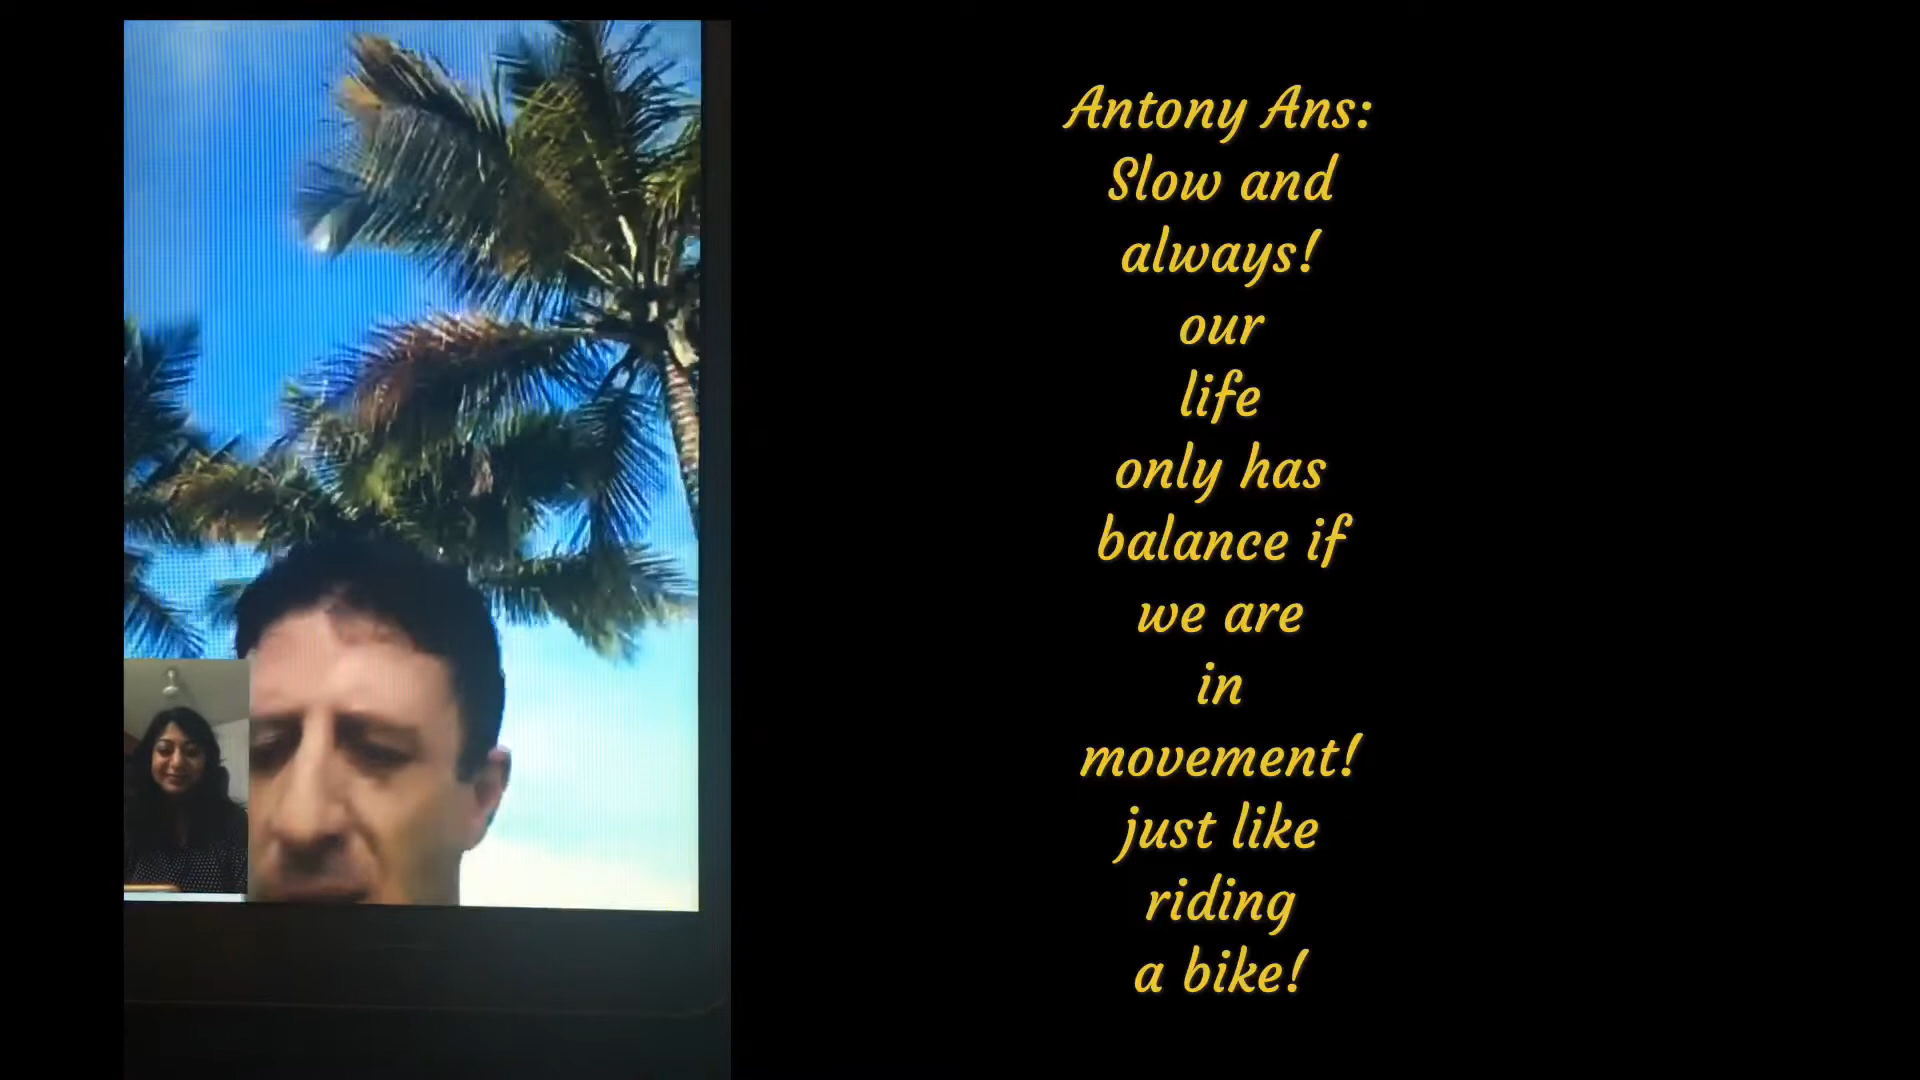 Antony Ans:
Slow and
always!
our
life
only has
balance if
we are
in
movement!
just like
riding
a bike!